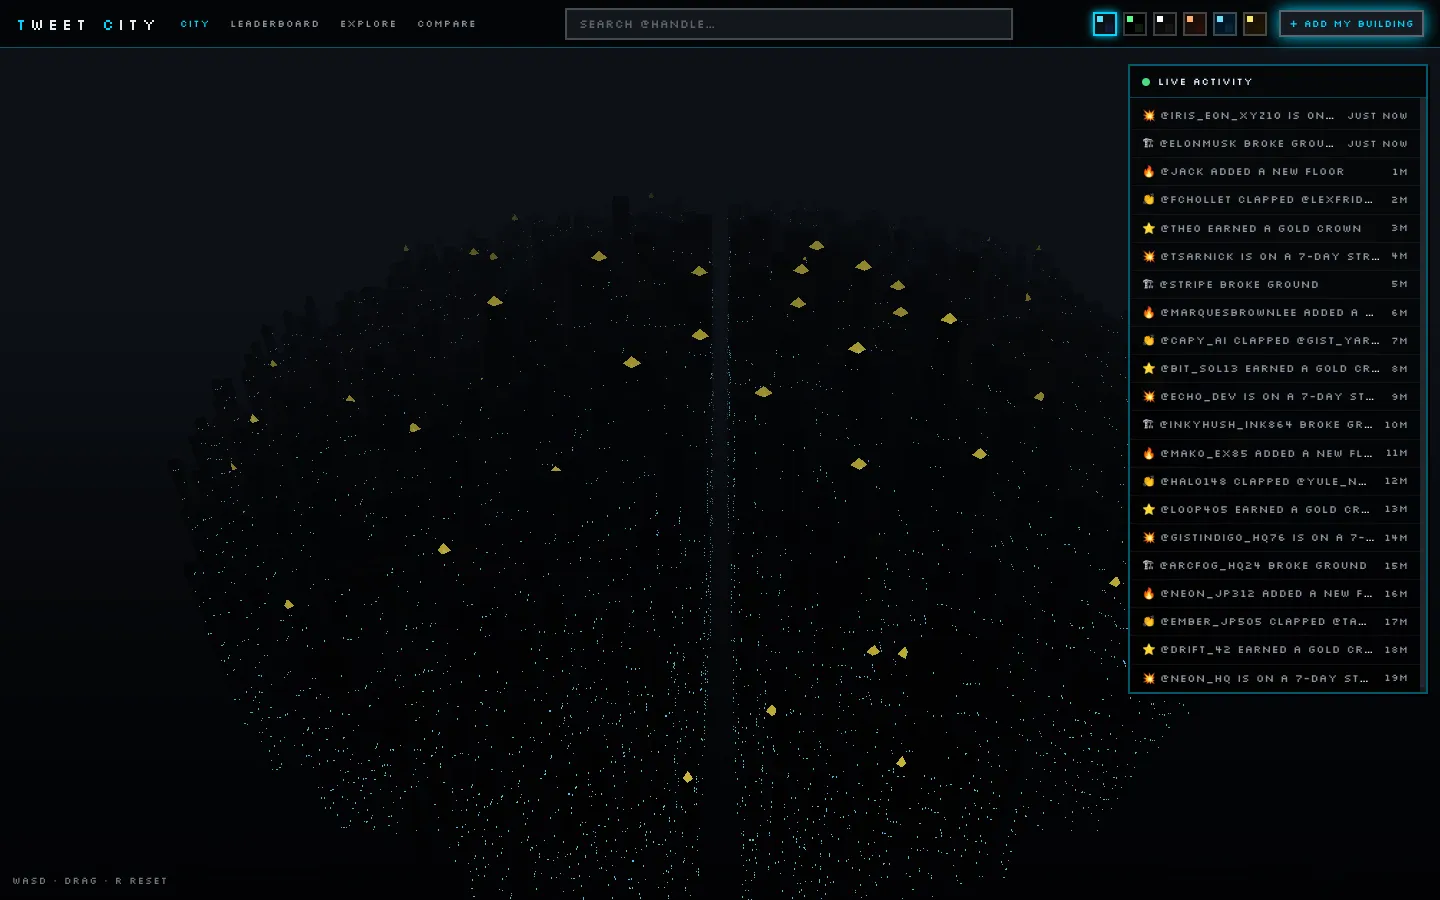 TWEET CITY
CITY
LEADERBOARD
EXPLORE
COMPARE
SEARCH @HANDLE…
+ ADD MY BUILDING
LIVE ACTIVITY
@IRIS_EON_XYZ10 IS ON… JUST NOW
@ELONMUSK BROKE GROU… JUST NOW
@JACK ADDED A NEW FLOOR 1M
@FCHOLLET CLAPPED @LEXFRID… 2M
@THEO EARNED A GOLD CROWN 3M
@TSARNICK IS ON A 7-DAY STR… 4M
@STRIPE BROKE GROUND 5M
@MARQUESBROWNLEE ADDED A … 6M
@CAPY_AI CLAPPED @GIST_YAR… 7M
@BIT_SOL13 EARNED A GOLD CR… 8M
@ECHO_DEV IS ON A 7-DAY ST… 9M
@INKYHUSH_INK864 BROKE GR… 10M
@MAKO_EX85 ADDED A NEW FL… 11M
@HALO148 CLAPPED @YULE_N… 12M
@LOOP405 EARNED A GOLD CR… 13M
@GISTINDIGO_HQ76 IS ON A 7-… 14M
@ARCFOG_HQ24 BROKE GROUND 15M
@NEON_JP312 ADDED A NEW F… 16M
@EMBER_JP505 CLAPPED @TA… 17M
@DRIFT_42 EARNED A GOLD CR… 18M
@NEON_HQ IS ON A 7-DAY ST… 19M
WASD · DRAG · R RESET